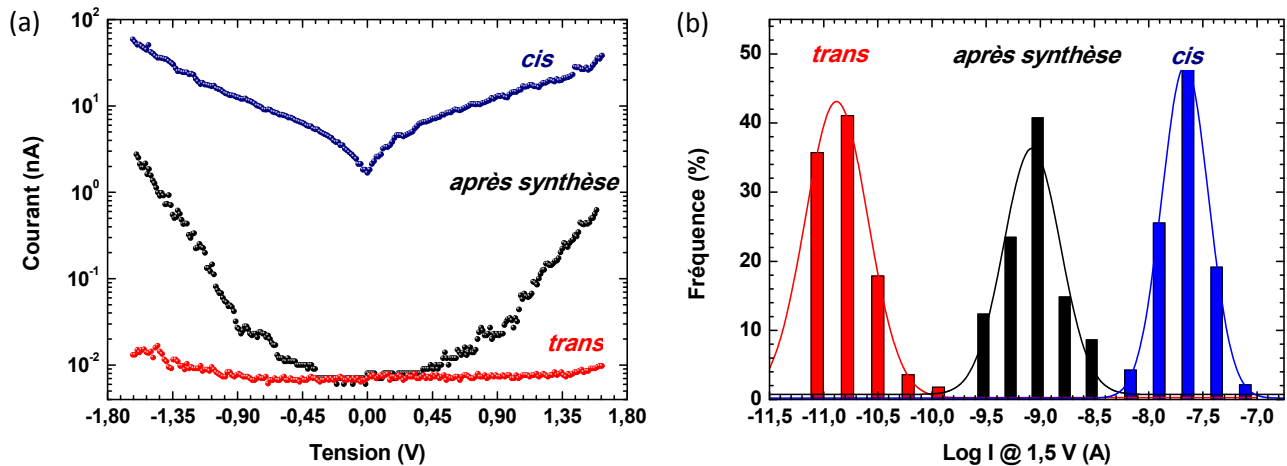 (a)
10²
10¹
10⁰
10⁻¹
10⁻²
Courant (nA)
cis
après synthèse
trans
-1,80 -1,35 -0,90 -0,45 0,00 0,45 0,90 1,35 1,80
Tension (V)
(b)
50
40
30
20
10
0
Fréquence (%)
trans
après synthèse
cis
-11,5 -11,0 -10,5 -10,0 -9,5 -9,0 -8,5 -8,0 -7,5 -7,0
Log I @ 1,5 V (A)